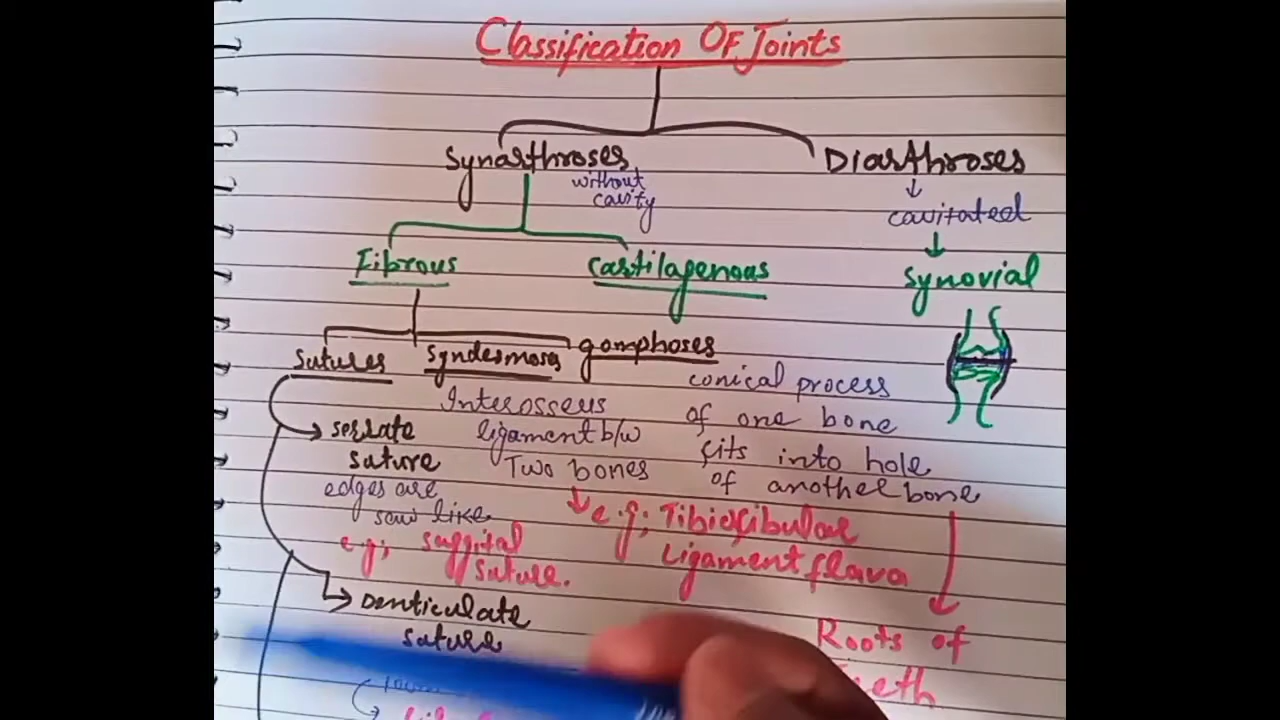 Classification Of Joints
Synarthroses
without
cavity
Diarthroses
cavitated
Synovial
Fibrous
Cartilagenous
Sutures
Syndesmoses
gomphoses
Interosseus
ligament b/w
Two bones
conical process
of one bone
fits into hole
of another bone
serrate
suture
edges are
saw like
e.g; saggital
suture.
e.g; Tibiofibular
Ligament flava
Denticulate
suture
Roots of